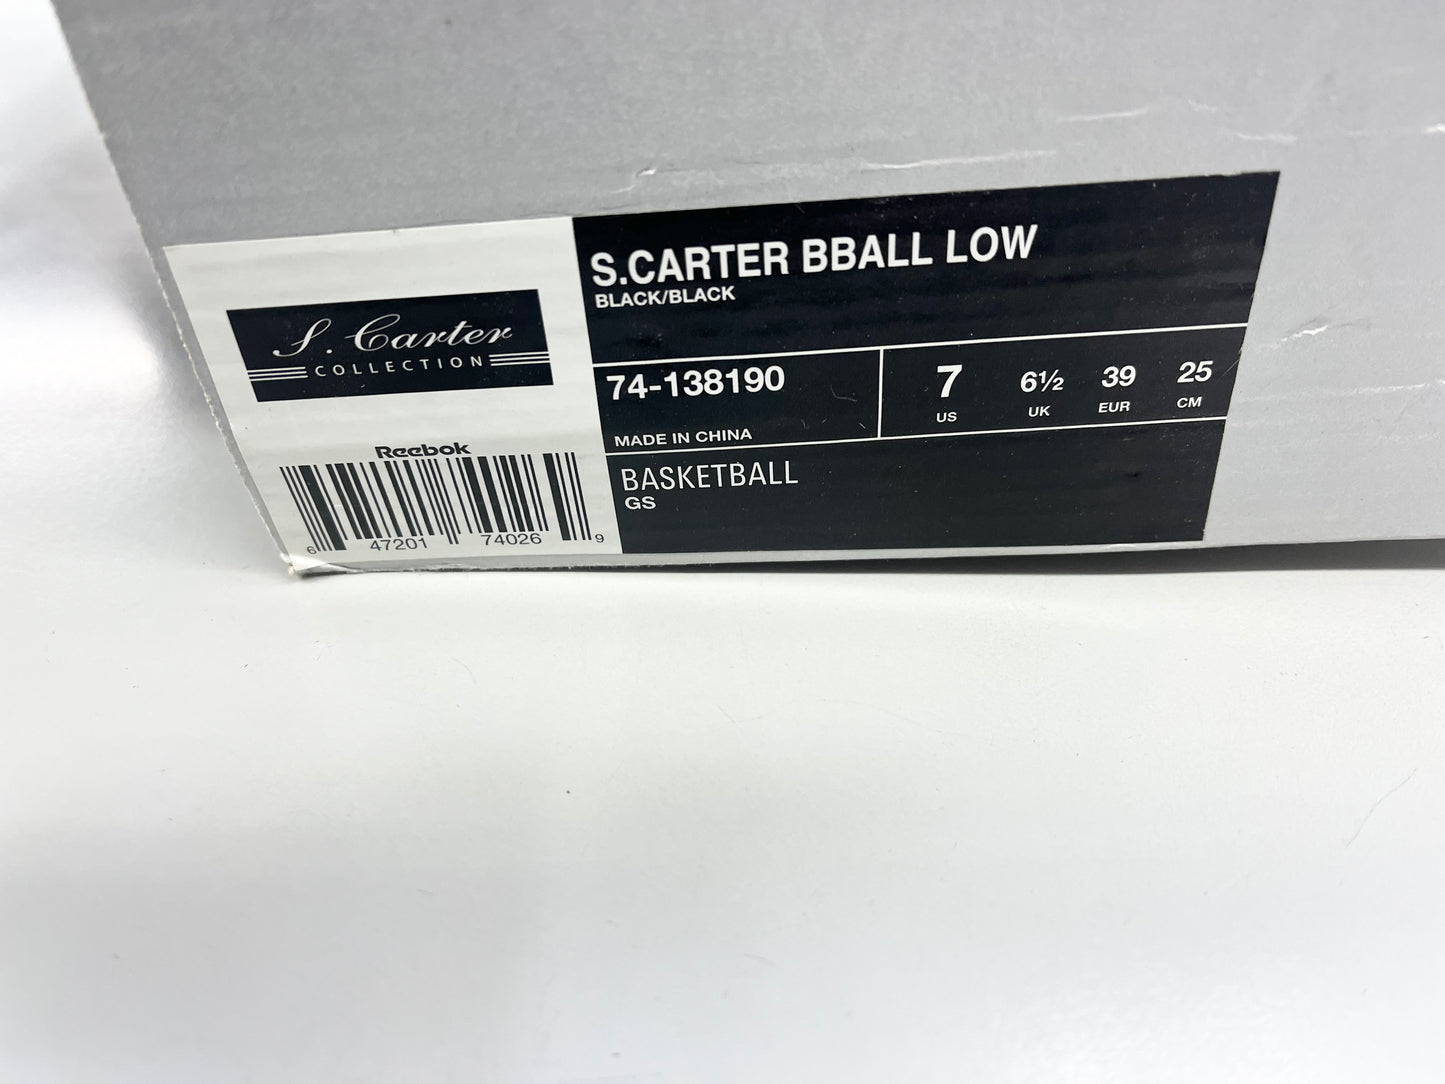 S. Carter
COLLECTION
Reebok
6 47201 74026 9
S.CARTER BBALL LOW
BLACK/BLACK
74-138190
MADE IN CHINA
7 6½ 39 25
US UK EUR CM
BASKETBALL
GS